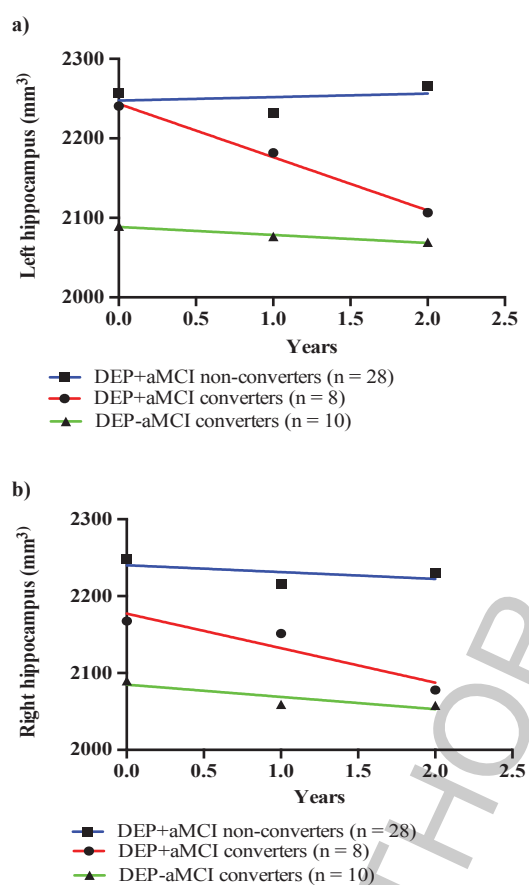 a)
2300
2200
2100
2000
Left hippocampus (mm³)
0.0 0.5 1.0 1.5 2.0 2.5
Years
DEP+aMCI non-converters (n = 28)
DEP+aMCI converters (n = 8)
DEP-aMCI converters (n = 10)
b)
2300
2200
2100
2000
Right hippocampus (mm³)
0.0 0.5 1.0 1.5 2.0 2.5
Years
DEP+aMCI non-converters (n = 28)
DEP+aMCI converters (n = 8)
DEP-aMCI converters (n = 10)
THOR